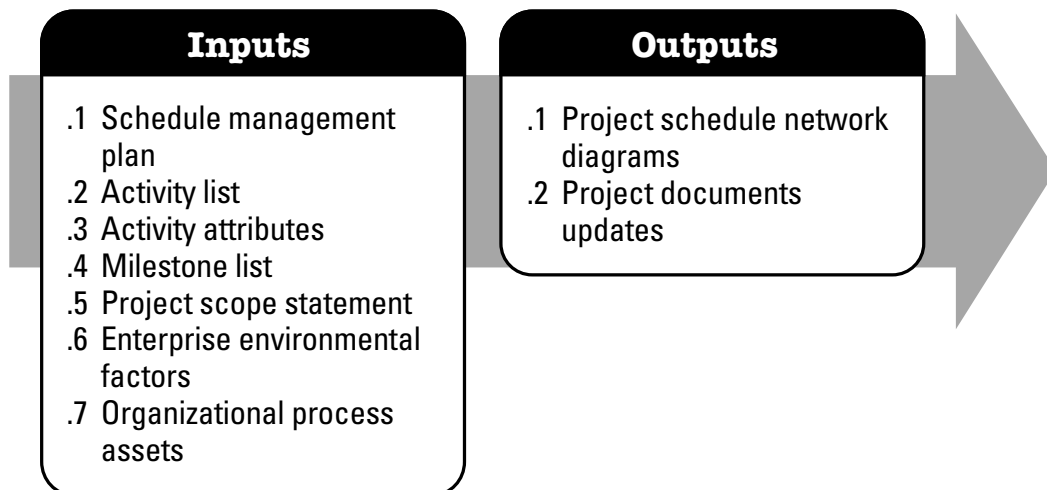 Inputs
.1 Schedule management
plan
.2 Activity list
.3 Activity attributes
.4 Milestone list
.5 Project scope statement
.6 Enterprise environmental
factors
.7 Organizational process
assets
Outputs
.1 Project schedule network
diagrams
.2 Project documents
updates